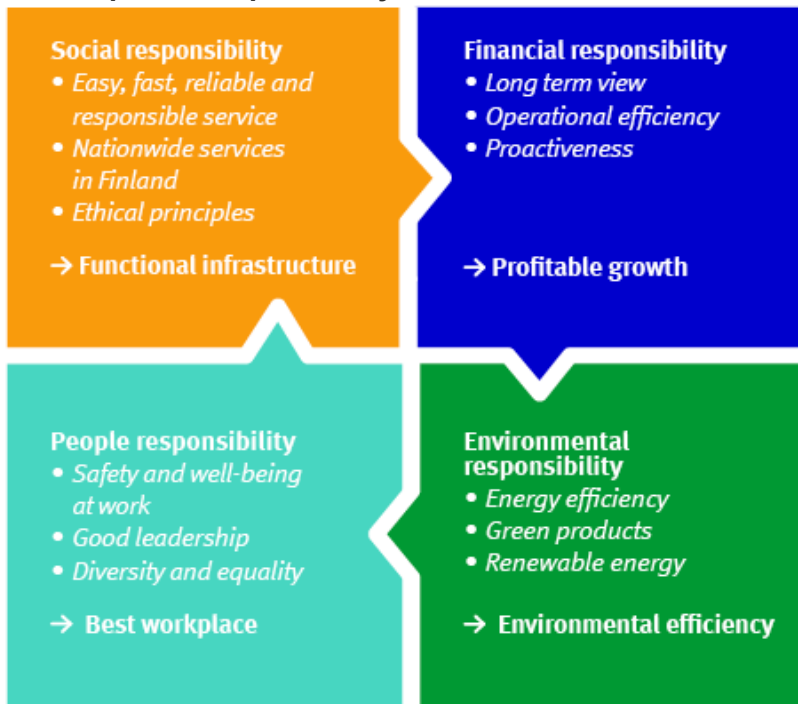 Social responsibility
• Easy, fast, reliable and
responsible service
• Nationwide services
in Finland
• Ethical principles
→ Functional infrastructure
Financial responsibility
• Long term view
• Operational efficiency
• Proactiveness
→ Profitable growth
People responsibility
• Safety and well-being
at work
• Good leadership
• Diversity and equality
→ Best workplace
Environmental
responsibility
• Energy efficiency
• Green products
• Renewable energy
→ Environmental efficiency